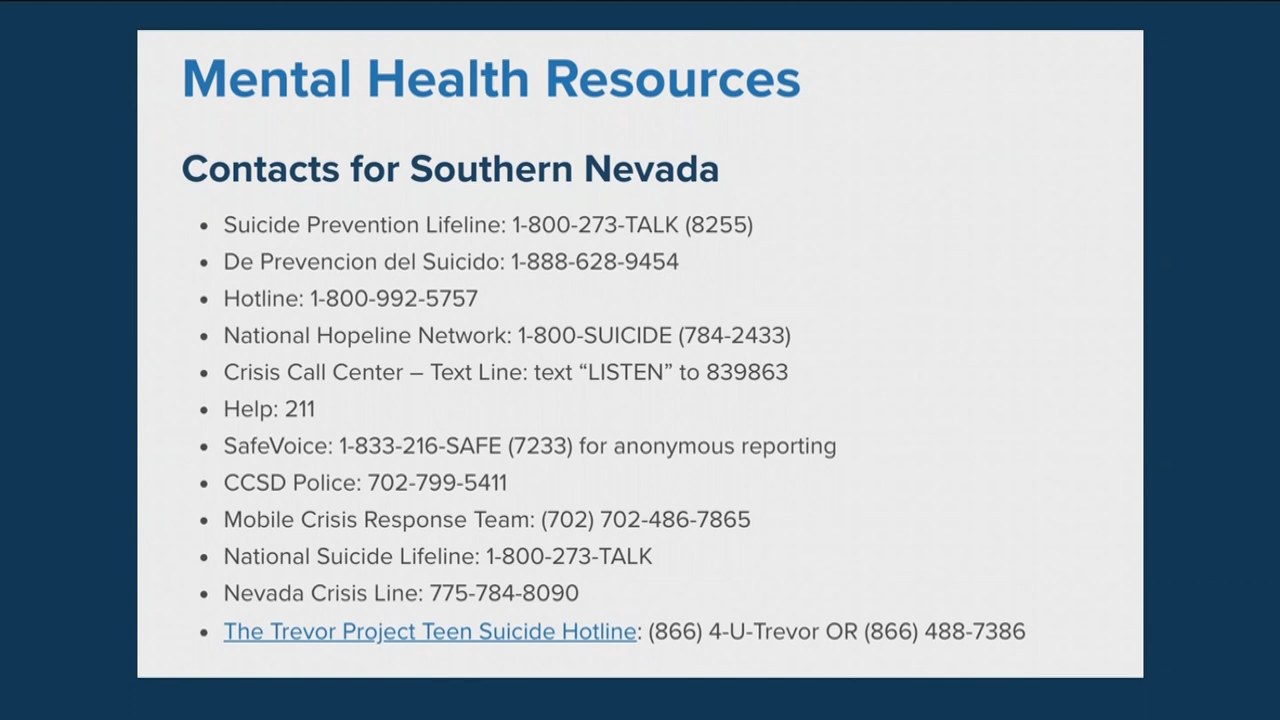 Mental Health Resources
Contacts for Southern Nevada
• Suicide Prevention Lifeline: 1-800-273-TALK (8255)
• De Prevencion del Suicido: 1-888-628-9454
• Hotline: 1-800-992-5757
• National Hopeline Network: 1-800-SUICIDE (784-2433)
• Crisis Call Center – Text Line: text “LISTEN” to 839863
• Help: 211
• SafeVoice: 1-833-216-SAFE (7233) for anonymous reporting
• CCSD Police: 702-799-5411
• Mobile Crisis Response Team: (702) 702-486-7865
• National Suicide Lifeline: 1-800-273-TALK
• Nevada Crisis Line: 775-784-8090
• The Trevor Project Teen Suicide Hotline: (866) 4-U-Trevor OR (866) 488-7386